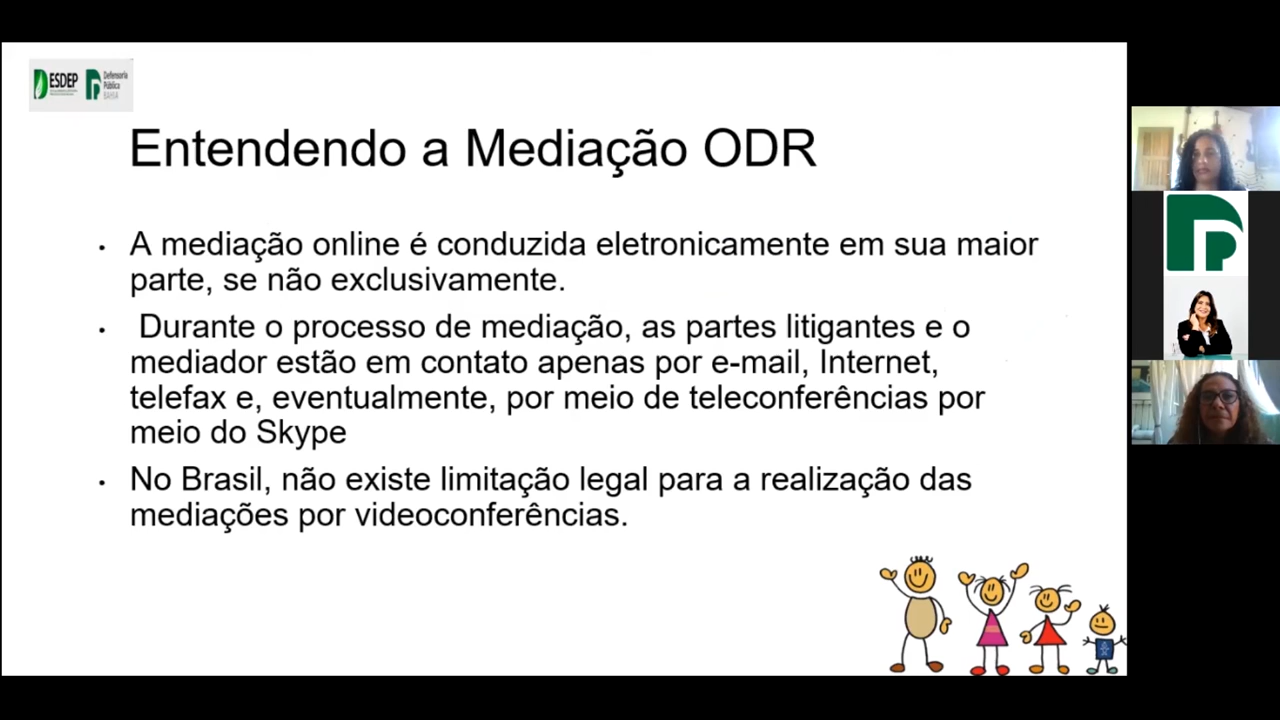 ESDEP
Defensoria
Pública
BAHIA
Entendendo a Mediação ODR
• A mediação online é conduzida eletronicamente em sua maior
parte, se não exclusivamente.
• Durante o processo de mediação, as partes litigantes e o
mediador estão em contato apenas por e-mail, Internet,
telefax e, eventualmente, por meio de teleconferências por
meio do Skype
• No Brasil, não existe limitação legal para a realização das
mediações por videoconferências.